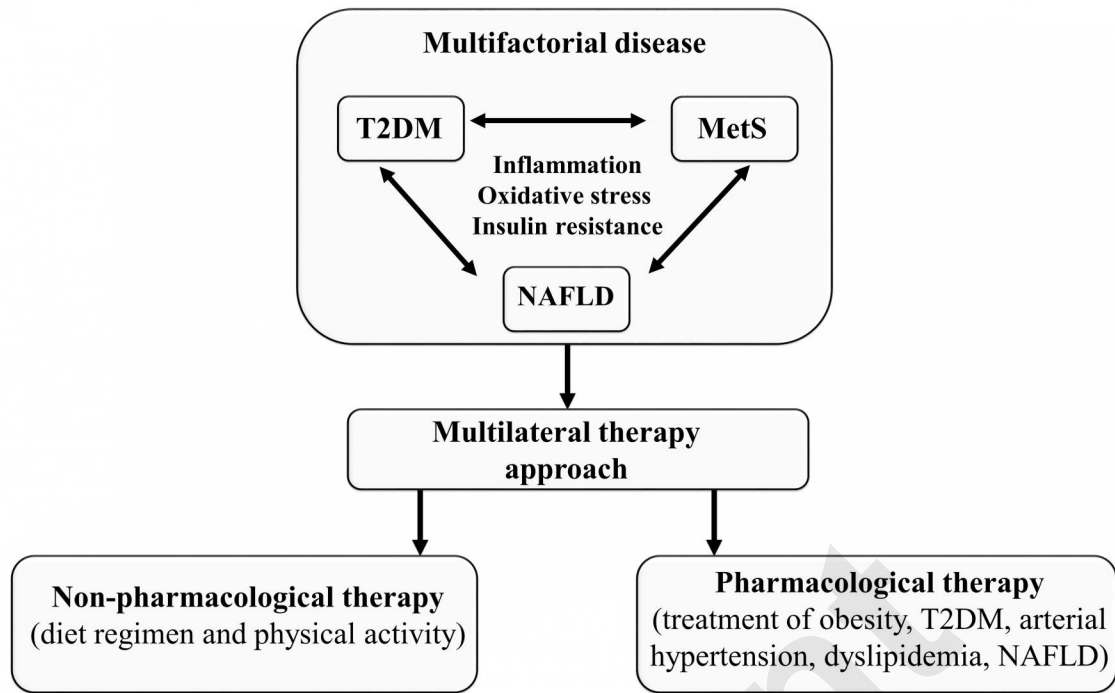 Multifactorial disease
T2DM
MetS
Inflammation
Oxidative stress
Insulin resistance
NAFLD
Multilateral therapy
approach
Non-pharmacological therapy
(diet regimen and physical activity)
Pharmacological therapy
(treatment of obesity, T2DM, arterial
hypertension, dyslipidemia, NAFLD)